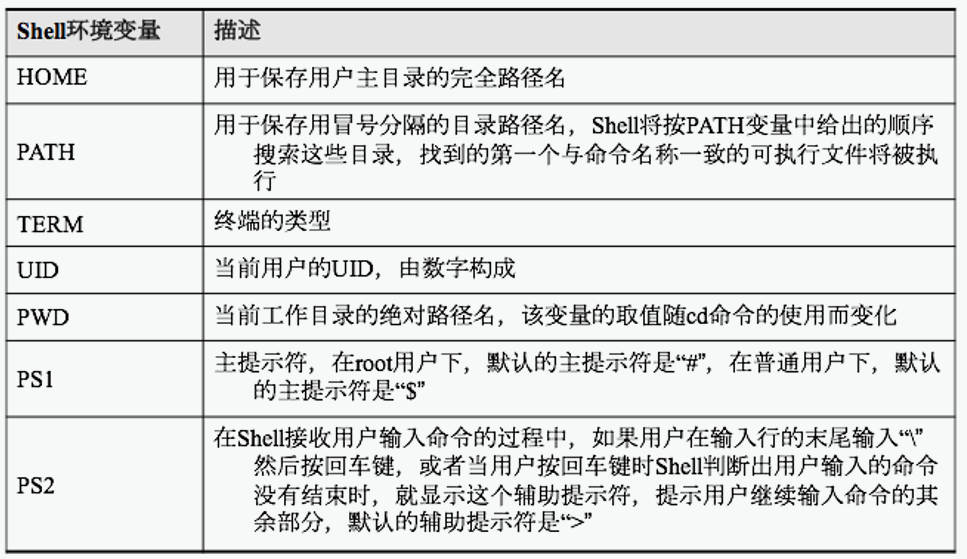 Shell环境变量 描述
HOME 用于保存用户主目录的完全路径名
PATH 用于保存用冒号分隔的目录路径名，Shell将按PATH变量中给出的顺序
搜索这些目录，找到的第一个与命令名称一致的可执行文件将被执
行
TERM 终端的类型
UID 当前用户的UID，由数字构成
PWD 当前工作目录的绝对路径名，该变量的取值随cd命令的使用而变化
PS1 主提示符，在root用户下，默认的主提示符是“#”，在普通用户下，默认
的主提示符是“$”
PS2 在Shell接收用户输入命令的过程中，如果用户在输入行的末尾输入“\”
然后按回车键，或者当用户按回车键时Shell判断出用户输入的命令
没有结束时，就显示这个辅助提示符，提示用户继续输入命令的其
余部分，默认的辅助提示符是“>”